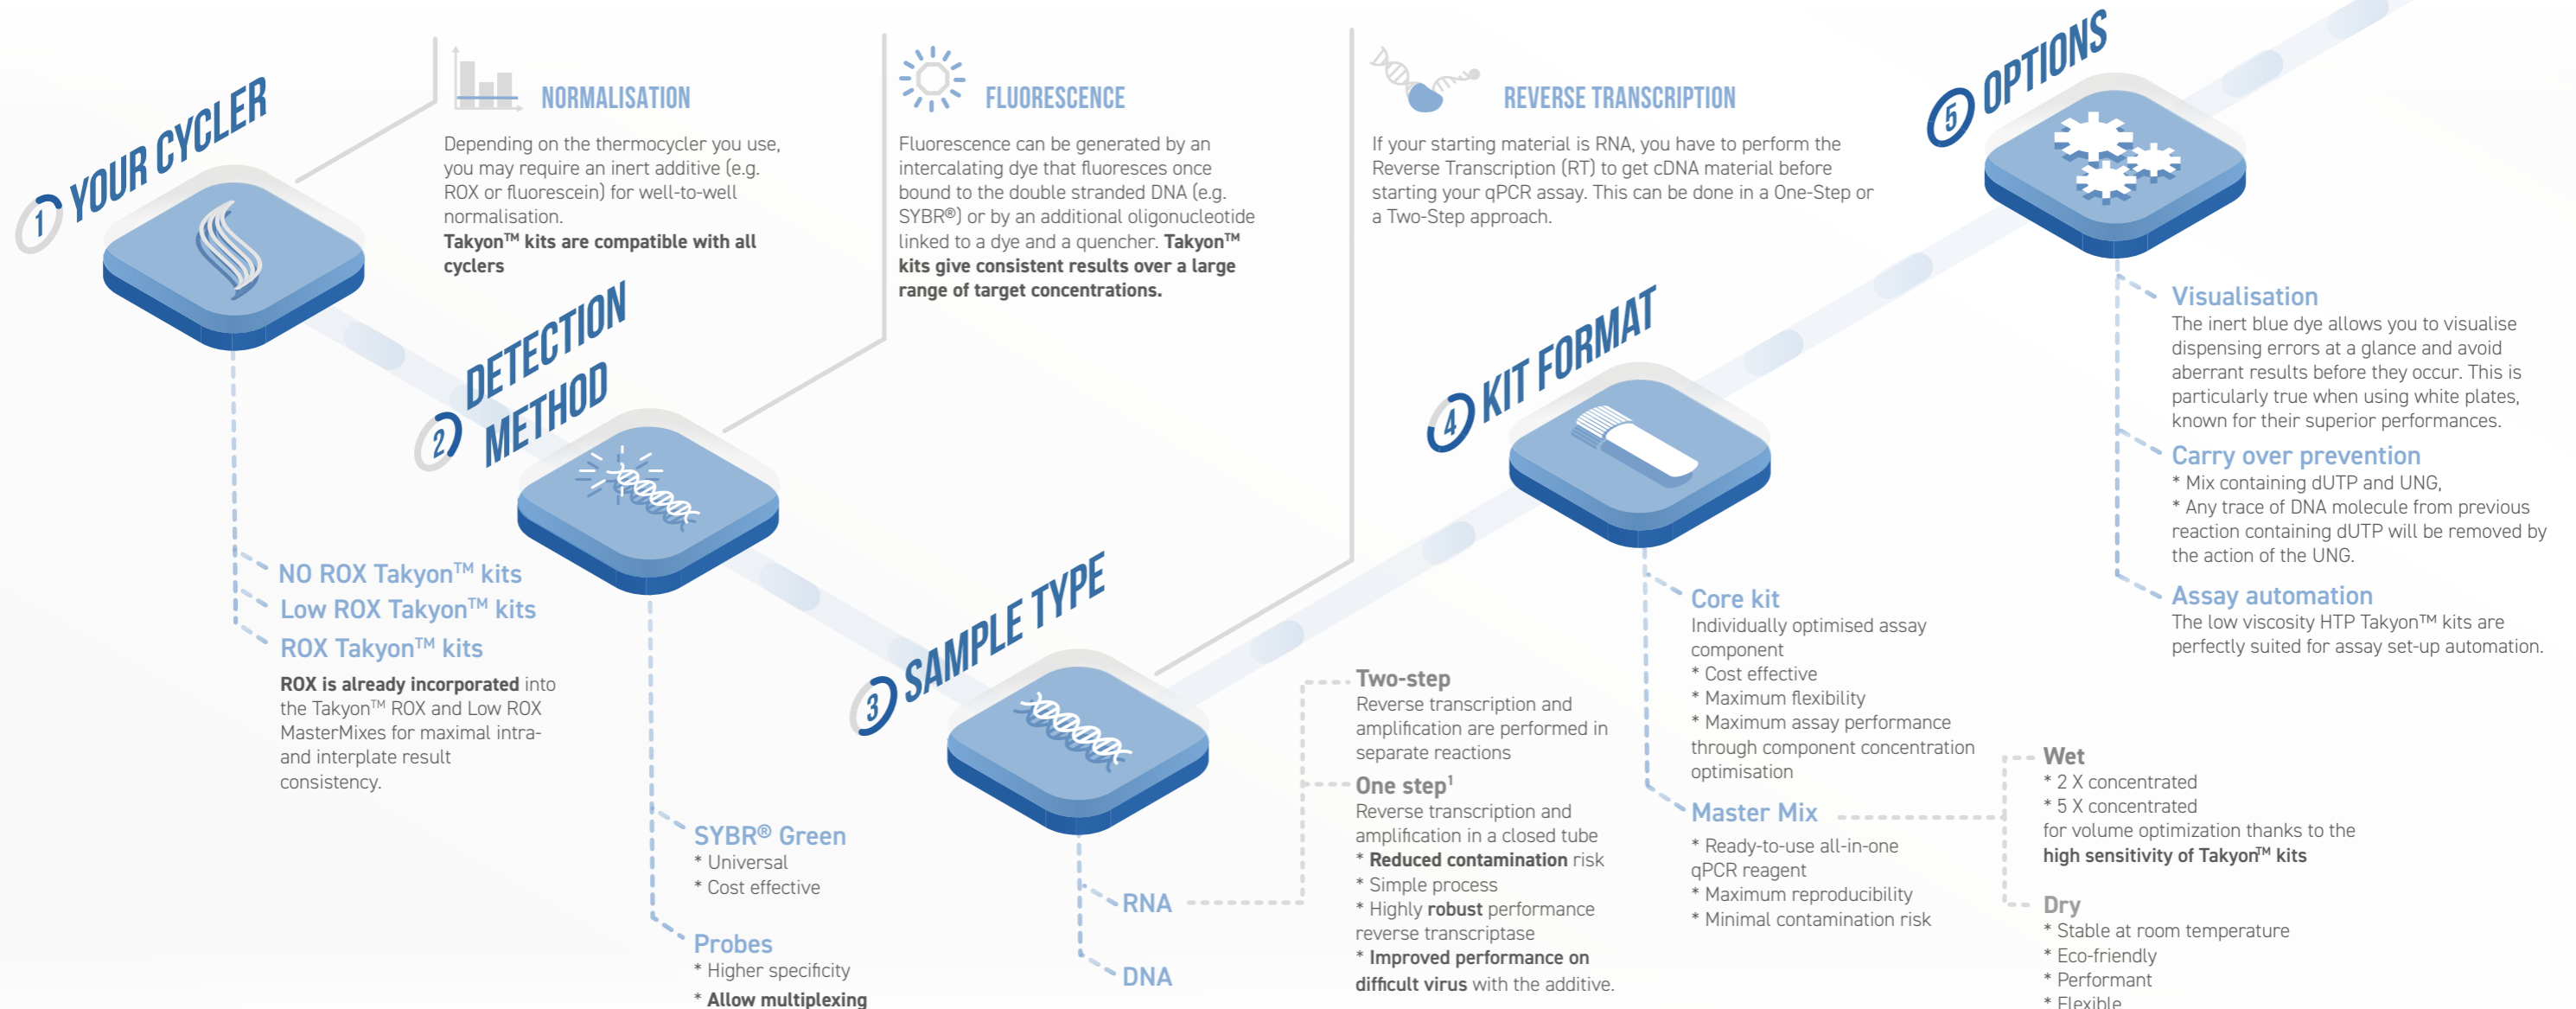 1 YOUR CYCLER
NORMALISATION
Depending on the thermocycler you use,
you may require an inert additive (e.g.
ROX or fluorescein) for well-to-well
normalisation.
Takyon™ kits are compatible with all
cyclers
NO ROX Takyon™ kits
Low ROX Takyon™ kits
ROX Takyon™ kits
ROX is already incorporated into
the Takyon™ ROX and Low ROX
MasterMixes for maximal intra-
and interplate result
consistency.
2 DETECTION
METHOD
FLUORESCENCE
Fluorescence can be generated by an
intercalating dye that fluoresces once
bound to the double stranded DNA (e.g.
SYBR®) or by an additional oligonucleotide
linked to a dye and a quencher. Takyon™
kits give consistent results over a large
range of target concentrations.
SYBR® Green
* Universal
* Cost effective
Probes
* Higher specificity
* Allow multiplexing
3 SAMPLE TYPE
REVERSE TRANSCRIPTION
If your starting material is RNA, you have to perform the
Reverse Transcription (RT) to get cDNA material before
starting your qPCR assay. This can be done in a One-Step or
a Two-Step approach.
RNA
DNA
Two-step
Reverse transcription and
amplification are performed in
separate reactions
One step¹
Reverse transcription and
amplification in a closed tube
* Reduced contamination risk
* Simple process
* Highly robust performance
reverse transcriptase
* Improved performance on
difficult virus with the additive.
4 KIT FORMAT
Core kit
Individually optimised assay
component
* Cost effective
* Maximum flexibility
* Maximum assay performance
through component concentration
optimisation
Master Mix
* Ready-to-use all-in-one
qPCR reagent
* Maximum reproducibility
* Minimal contamination risk
Wet
* 2 X concentrated
* 5 X concentrated
for volume optimization thanks to the
high sensitivity of Takyon™ kits
Dry
* Stable at room temperature
* Eco-friendly
* Performant
* Flexible
5 OPTIONS
Visualisation
The inert blue dye allows you to visualise
dispensing errors at a glance and avoid
aberrant results before they occur. This is
particularly true when using white plates,
known for their superior performances.
Carry over prevention
* Mix containing dUTP and UNG,
* Any trace of DNA molecule from previous
reaction containing dUTP will be removed by
the action of the UNG.
Assay automation
The low viscosity HTP Takyon™ kits are
perfectly suited for assay set-up automation.